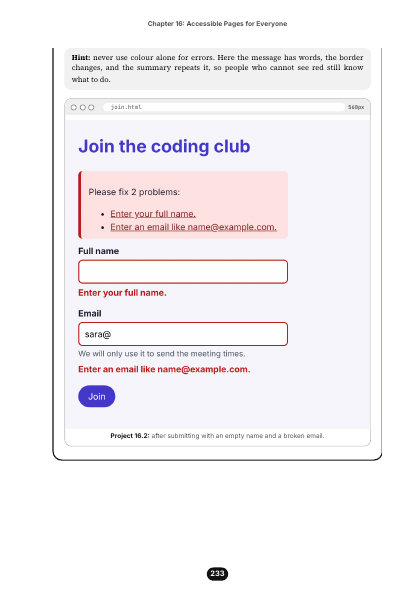 Chapter 16: Accessible Pages for Everyone
Hint: never use colour alone for errors. Here the message has words, the border
changes, and the summary repeats it, so people who cannot see red still know
what to do.
join.html
560px
Join the coding club
Please fix 2 problems:
• Enter your full name.
• Enter an email like name@example.com.
Full name
Enter your full name.
Email
sara@
We will only use it to send the meeting times.
Enter an email like name@example.com.
Join
Project 16.2: after submitting with an empty name and a broken email.
233